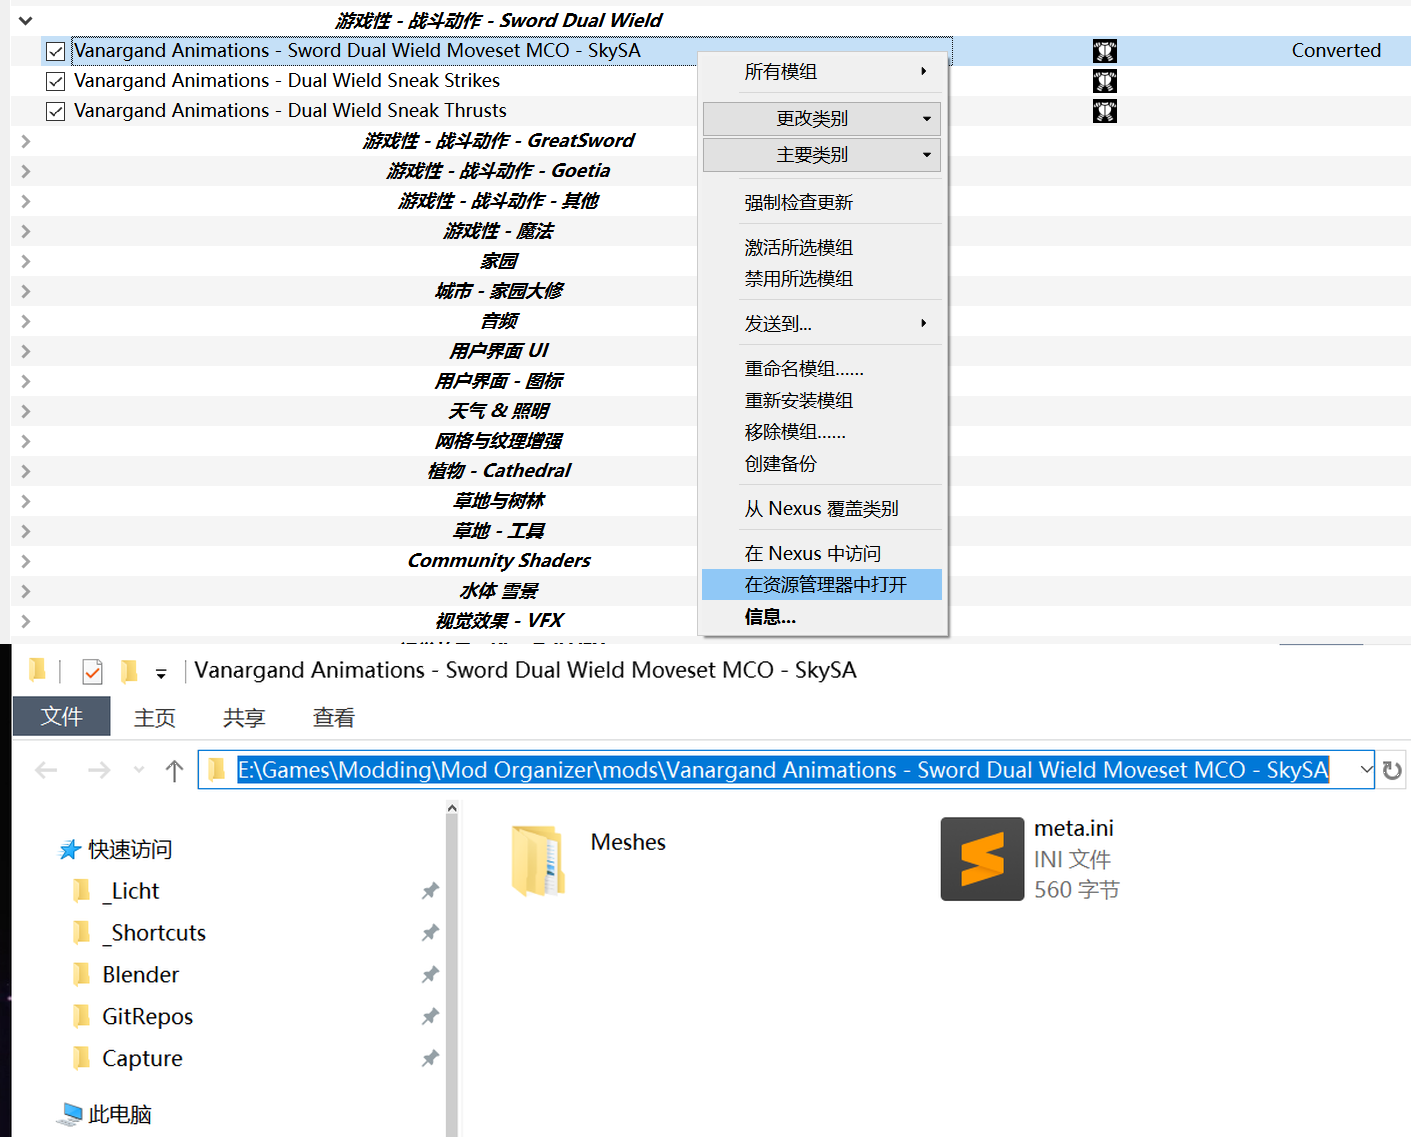 游戏性 - 战斗动作 - Sword Dual Wield
Vanargand Animations - Sword Dual Wield Moveset MCO - SkySA
Converted
Vanargand Animations - Dual Wield Sneak Strikes
Vanargand Animations - Dual Wield Sneak Thrusts
游戏性 - 战斗动作 - GreatSword
游戏性 - 战斗动作 - Goetia
游戏性 - 战斗动作 - 其他
游戏性 - 魔法
家园
城市 - 家园大修
音频
用户界面 UI
用户界面 - 图标
天气 & 照明
网格与纹理增强
植物 - Cathedral
草地与树林
草地 - 工具
Community Shaders
水体 雪景
视觉效果 - VFX
所有模组
更改类别
主要类别
强制检查更新
激活所选模组
禁用所选模组
发送到...
重命名模组......
重新安装模组
移除模组......
创建备份
从 Nexus 覆盖类别
在 Nexus 中访问
在资源管理器中打开
信息...
Vanargand Animations - Sword Dual Wield Moveset MCO - SkySA
文件
主页
共享
查看
E:\Games\Modding\Mod Organizer\mods\Vanargand Animations - Sword Dual Wield Moveset MCO - SkySA
快速访问
_Licht
_Shortcuts
Blender
GitRepos
Capture
此电脑
Meshes
meta.ini
INI 文件
560 字节